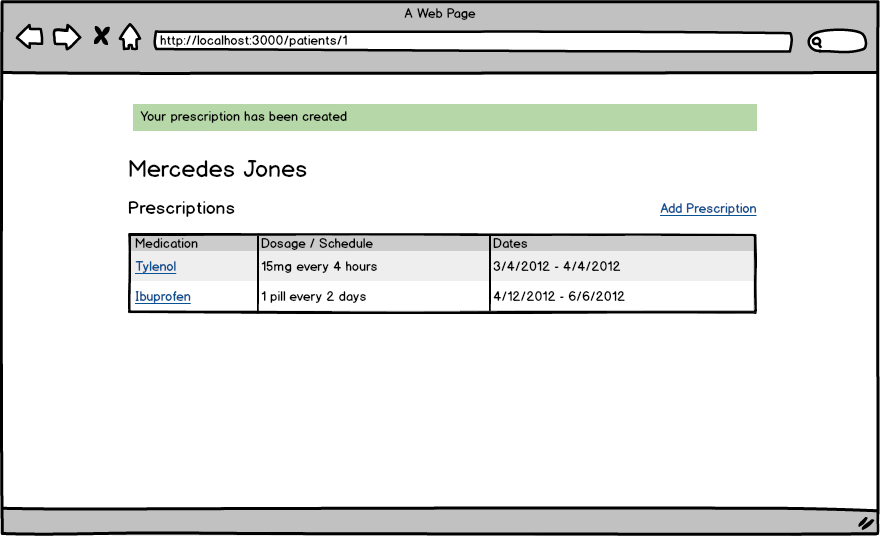 A Web Page
http://localhost:3000/patients/1
Your prescription has been created
Mercedes Jones
Prescriptions Add Prescription
Medication Dosage / Schedule Dates
Tylenol 15mg every 4 hours 3/4/2012 - 4/4/2012
Ibuprofen 1 pill every 2 days 4/12/2012 - 6/6/2012